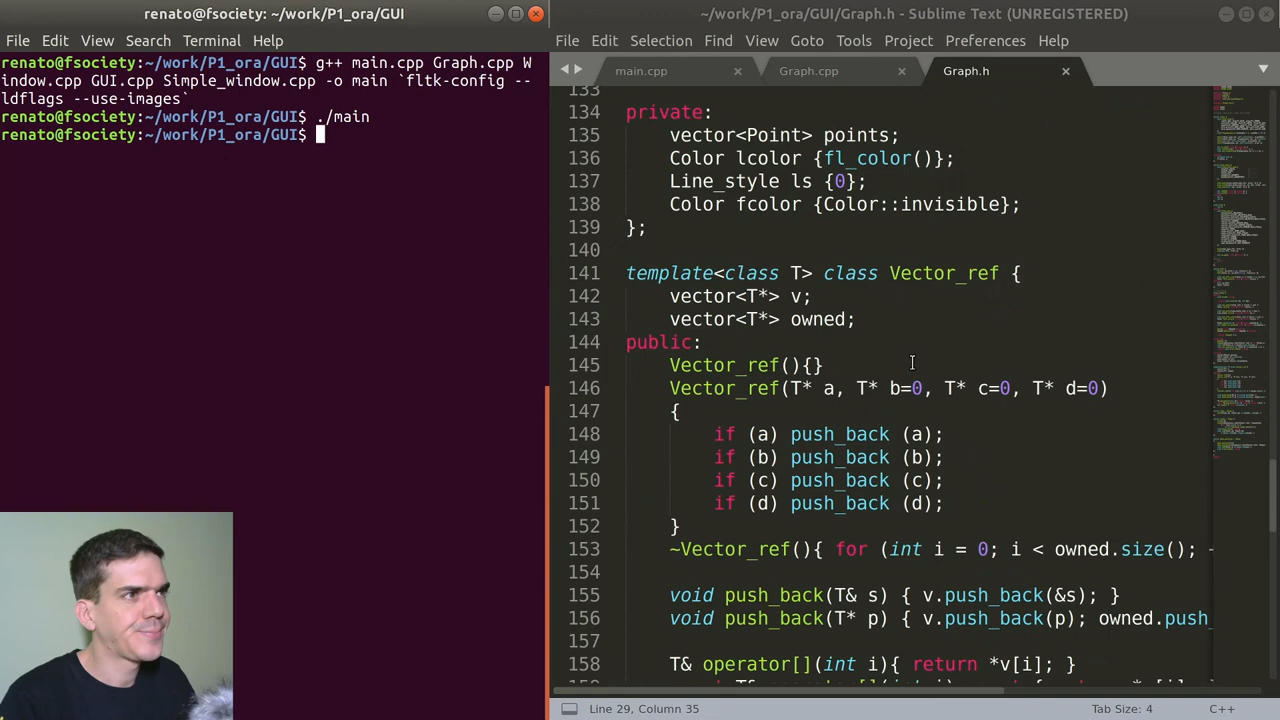 renato@fsociety: ~/work/P1_ora/GUI
File Edit View Search Terminal Help
renato@fsociety:~/work/P1_ora/GUI$ g++ main.cpp Graph.cpp W
indow.cpp GUI.cpp Simple_window.cpp -o main `fltk-config --
ldflags --use-images`
renato@fsociety:~/work/P1_ora/GUI$ ./main
renato@fsociety:~/work/P1_ora/GUI$
~/work/P1_ora/GUI/Graph.h - Sublime Text (UNREGISTERED)
File Edit Selection Find View Goto Tools Project Preferences Help
main.cpp Graph.cpp Graph.h
133
134 private:
135 vector<Point> points;
136 Color lcolor {fl_color()};
137 Line_style ls {0};
138 Color fcolor {Color::invisible};
139 };
140
141 template<class T> class Vector_ref {
142 vector<T*> v;
143 vector<T*> owned;
144 public:
145 Vector_ref(){}
146 Vector_ref(T* a, T* b=0, T* c=0, T* d=0)
147 {
148 if (a) push_back (a);
149 if (b) push_back (b);
150 if (c) push_back (c);
151 if (d) push_back (d);
152 }
153 ~Vector_ref(){ for (int i = 0; i < owned.size();
154
155 void push_back(T& s) { v.push_back(&s); }
156 void push_back(T* p) { v.push_back(p); owned.push_
157
158 T& operator[](int i){ return *v[i]; }
Line 29, Column 35
Tab Size: 4 C++